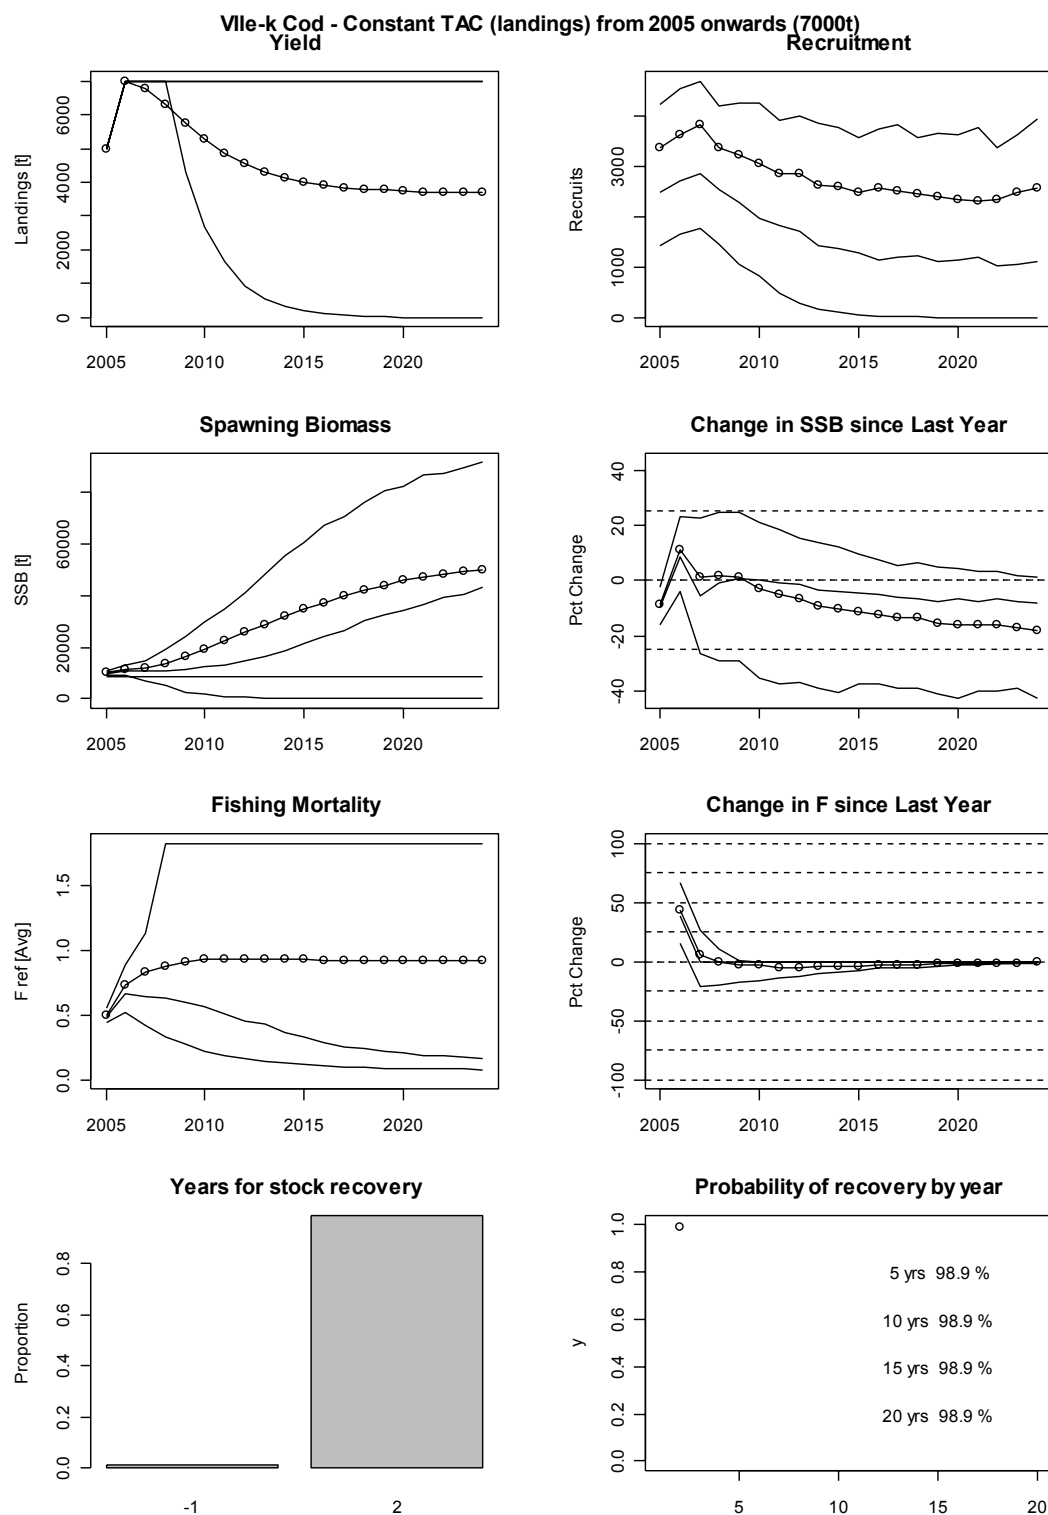 VIIe-k Cod - Constant TAC (landings) from 2005 onwards (7000t)
Yield
Landings [t]
0 2000 4000 6000
2005 2010 2015 2020
Recruitment
Recruits
0 1000 3000
2005 2010 2015 2020
Spawning Biomass
SSB [t]
0 20000 60000
2005 2010 2015 2020
Change in SSB since Last Year
Pct Change
-40 -20 0 20 40
2005 2010 2015 2020
Fishing Mortality
F ref [Avg]
0.0 0.5 1.0 1.5
2005 2010 2015 2020
Change in F since Last Year
Pct Change
-100 -50 0 50 100
2005 2010 2015 2020
Years for stock recovery
Proportion
0.0 0.2 0.4 0.6 0.8
-1 2
Probability of recovery by year
y
0.0 0.2 0.4 0.6 0.8 1.0
5 yrs 98.9 %
10 yrs 98.9 %
15 yrs 98.9 %
20 yrs 98.9 %
5 10 15 20